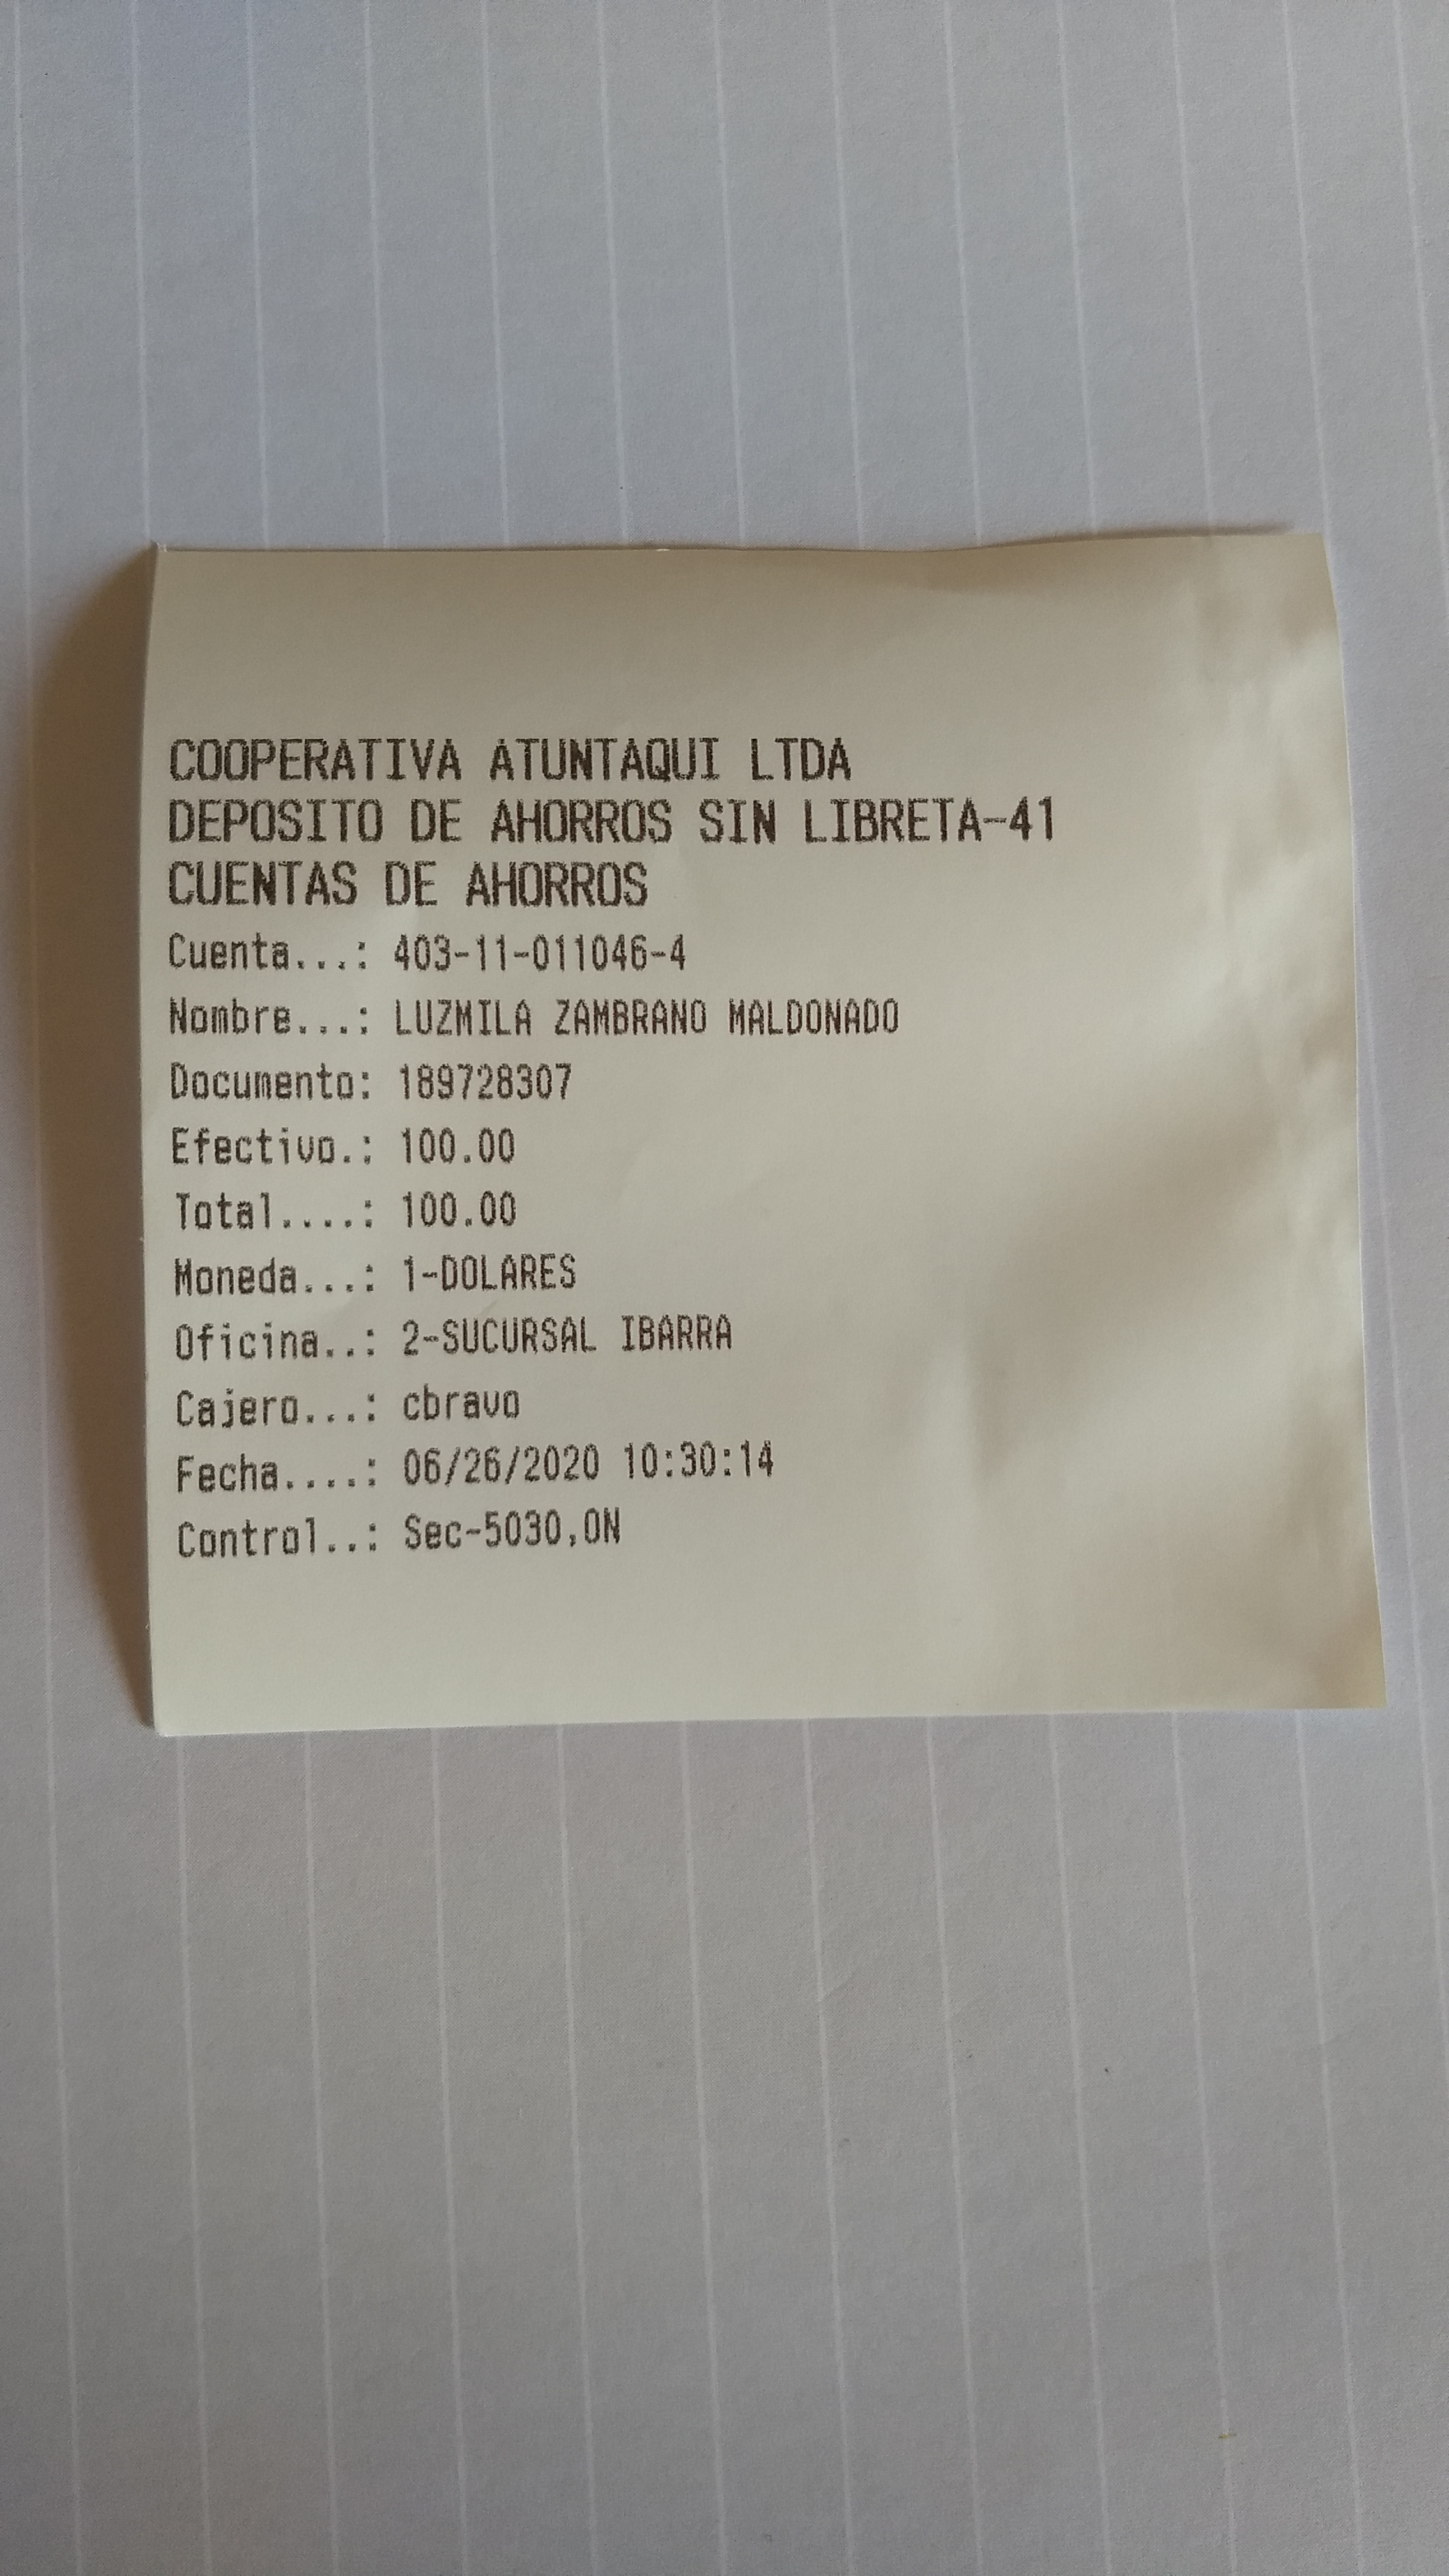 COOPERATIVA ATUNTAQUI LTDA
DEPOSITO DE AHORROS SIN LIBRETA-41
CUENTAS DE AHORROS
Cuenta...: 403-11-011046-4
Nombre...: LUZMILA ZAMBRANO MALDONADO
Documento: 189728307
Efectivo.: 100.00
Total....: 100.00
Moneda...: 1-DOLARES
Oficina..: 2-SUCURSAL IBARRA
Cajero...: cbravo
Fecha....: 06/26/2020 10:30:14
Control..: Sec-5030,ON